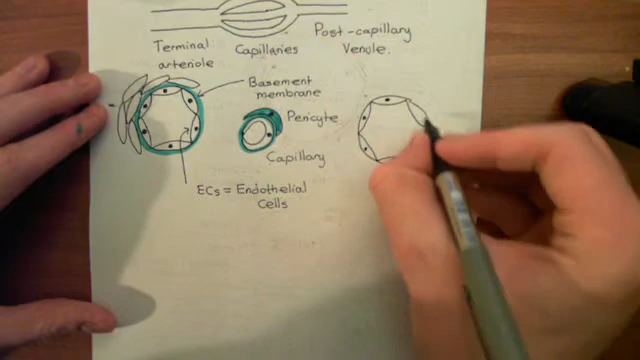 Terminal
arteriole
Capillaries
Post-capillary
Venule.
Basement
membrane
Pericyte
Capillary
ECs = Endothelial
Cells